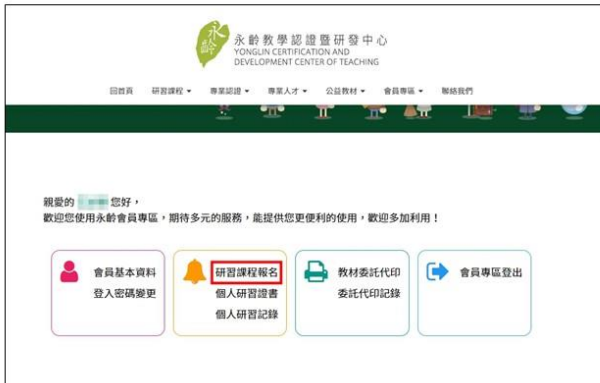 永齡
永齡教學認證暨研發中心
YONGLIN CERTIFICATION AND
DEVELOPMENT CENTER OF TEACHING
回首頁 研習課程 專業認證 專業人才 公益教材 會員專區 聯絡我們
親愛的 您好，
歡迎您使用永齡會員專區，期待多元的服務，能提供您更便利的使用，歡迎多加利用！
會員基本資料
登入密碼變更
研習課程報名
個人研習證書
個人研習記錄
教材委託代印
委託代印記錄
會員專區登出